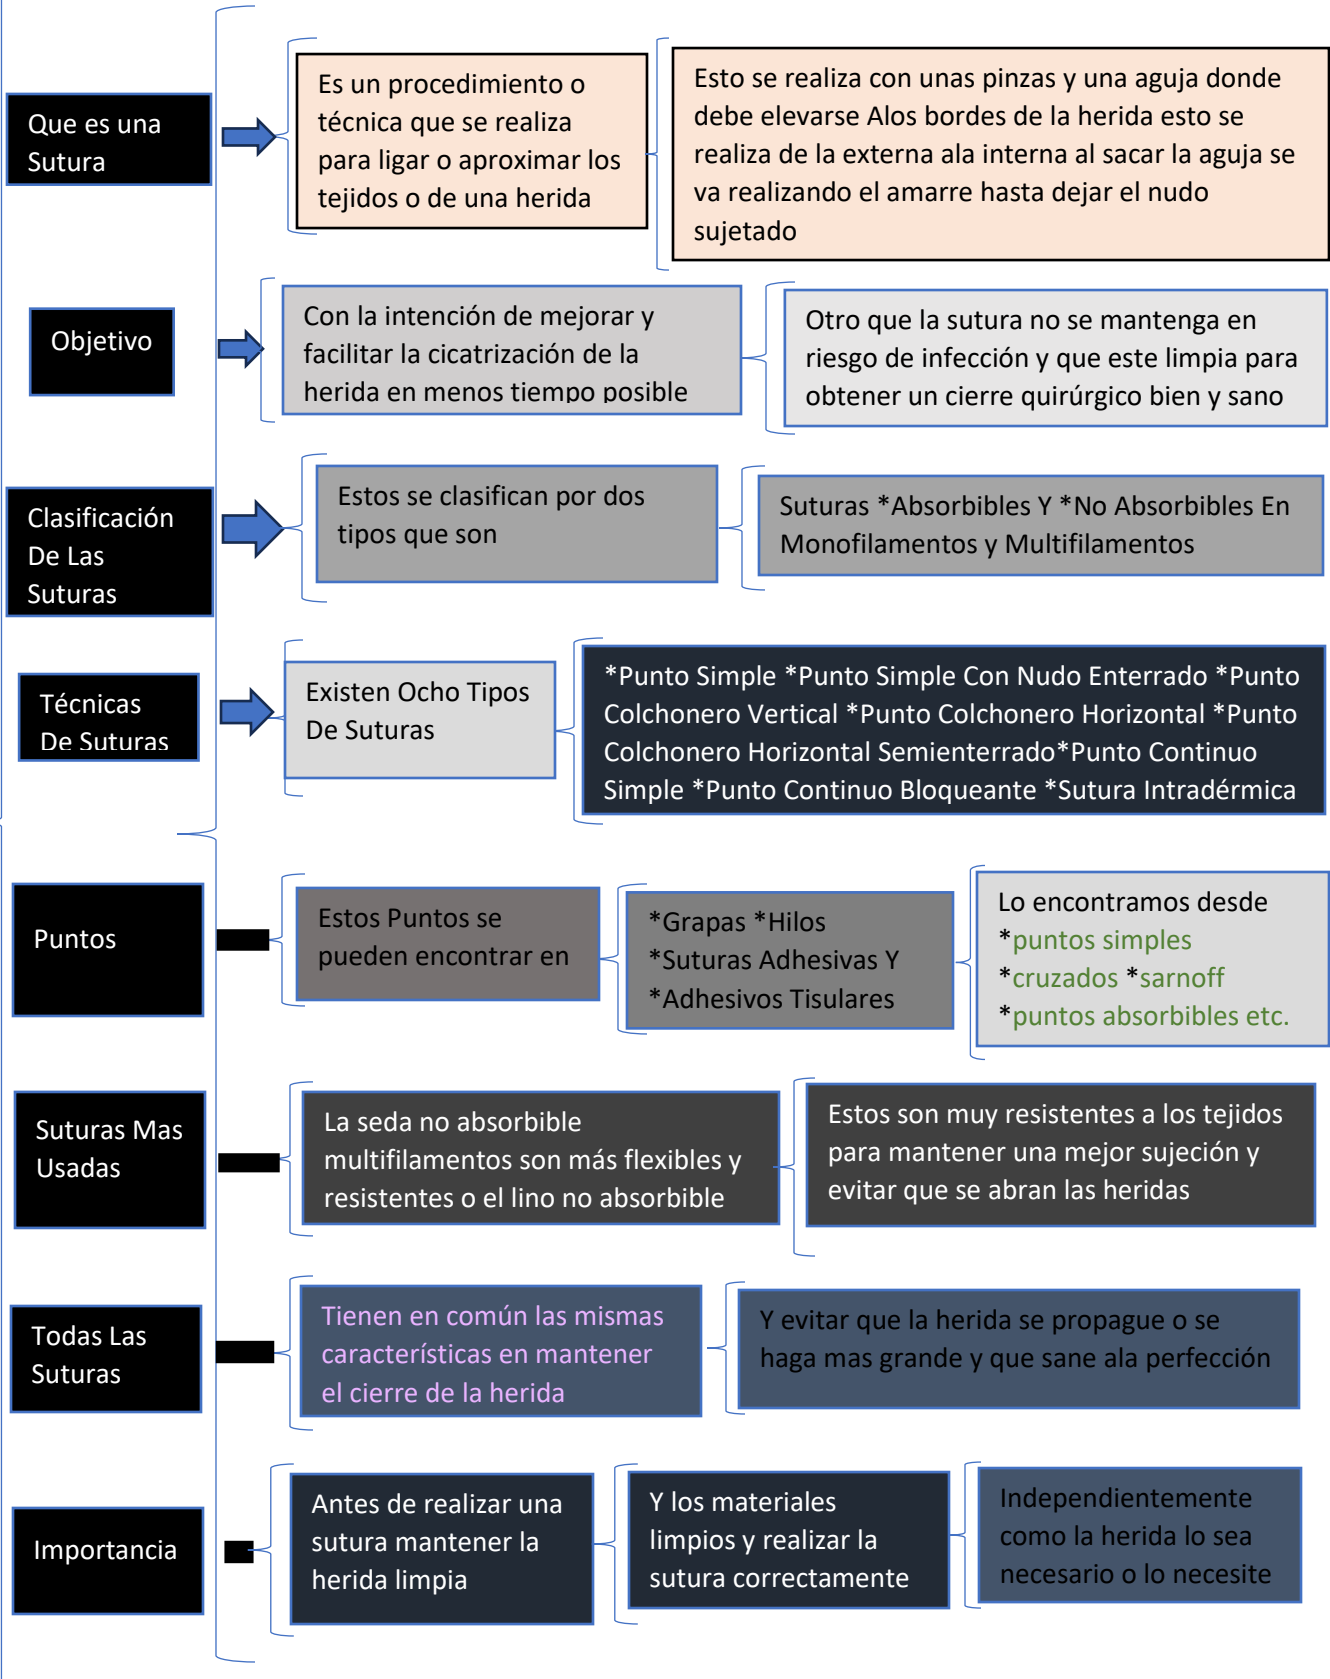 Que es una
Sutura
Es un procedimiento o
técnica que se realiza
para ligar o aproximar los
tejidos o de una herida
Esto se realiza con unas pinzas y una aguja donde
debe elevarse Alos bordes de la herida esto se
realiza de la externa ala interna al sacar la aguja se
va realizando el amarre hasta dejar el nudo
sujetado
Objetivo
Con la intención de mejorar y
facilitar la cicatrización de la
herida en menos tiempo posible
Otro que la sutura no se mantenga en
riesgo de infección y que este limpia para
obtener un cierre quirúrgico bien y sano
Clasificación
De Las
Suturas
Estos se clasifican por dos
tipos que son
Suturas *Absorbibles Y *No Absorbibles En
Monofilamentos y Multifilamentos
Técnicas
De Suturas
Existen Ocho Tipos
De Suturas
*Punto Simple *Punto Simple Con Nudo Enterrado *Punto
Colchonero Vertical *Punto Colchonero Horizontal *Punto
Colchonero Horizontal Semienterrado*Punto Continuo
Simple *Punto Continuo Bloqueante *Sutura Intradérmica
Puntos
Estos Puntos se
pueden encontrar en
*Grapas *Hilos
*Suturas Adhesivas Y
*Adhesivos Tisulares
Lo encontramos desde
*puntos simples
*cruzados *sarnoff
*puntos absorbibles etc.
Suturas Mas
Usadas
La seda no absorbible
multifilamentos son más flexibles y
resistentes o el lino no absorbible
Estos son muy resistentes a los tejidos
para mantener una mejor sujeción y
evitar que se abran las heridas
Todas Las
Suturas
Tienen en común las mismas
características en mantener
el cierre de la herida
Y evitar que la herida se propague o se
haga mas grande y que sane ala perfección
Importancia
Antes de realizar una
sutura mantener la
herida limpia
Y los materiales
limpios y realizar la
sutura correctamente
Independientemente
como la herida lo sea
necesario o lo necesite